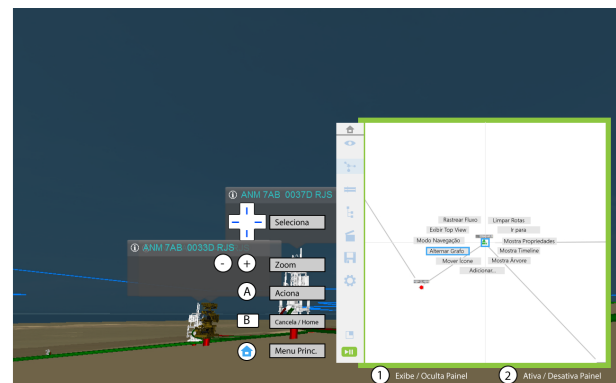 ANM 7AB 0037D RJS
Seleciona
ANM 7AB 0033D RJS
- + Zoom
A Aciona
B Cancela / Home
Menu Princ.
Rastrear Fluxo Limpar Rotas
Exibir Top View Ir para
Modo Navegação Mostra Propriedades
Alternar Grafo Mostra Timeline
Mover Ícone Mostra Arvore
Adicionar...
1 Exibe / Oculta Painel 2 Ativa / Desativa Painel